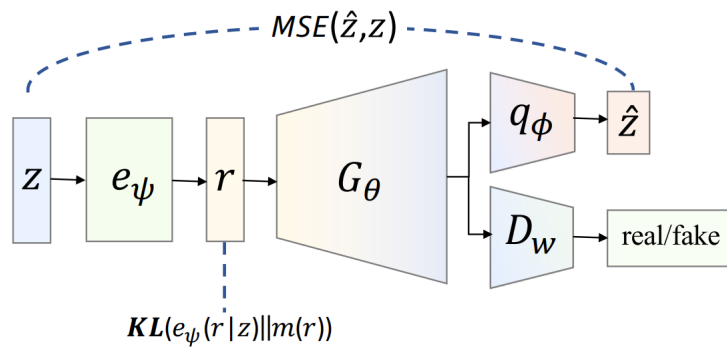 MSE(ẑ,z)
z
e_ψ
r
G_θ
q_ϕ
ẑ
D_w
real/fake
KL(e_ψ(r|z)||m(r))